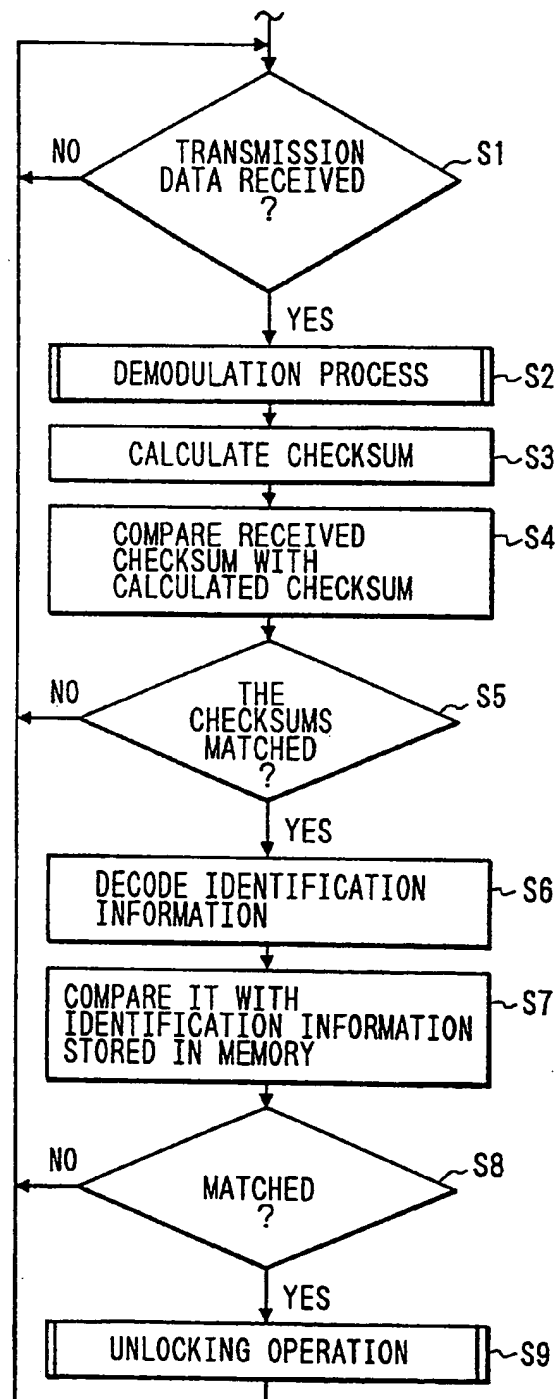 TRANSMISSION
DATA RECEIVED
?
S1
NO
YES
DEMODULATION PROCESS
S2
CALCULATE CHECKSUM
S3
COMPARE RECEIVED
CHECKSUM WITH
CALCULATED CHECKSUM
S4
THE
CHECKSUMS
MATCHED
?
S5
NO
YES
DECODE IDENTIFICATION
INFORMATION
S6
COMPARE IT WITH
IDENTIFICATION INFORMATION
STORED IN MEMORY
S7
MATCHED
?
S8
NO
YES
UNLOCKING OPERATION
S9